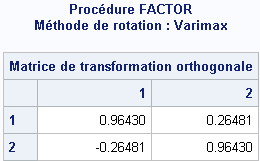 Procédure FACTOR
Méthode de rotation : Varimax
Matrice de transformation orthogonale
1 2
1 0.96430 0.26481
2 -0.26481 0.96430